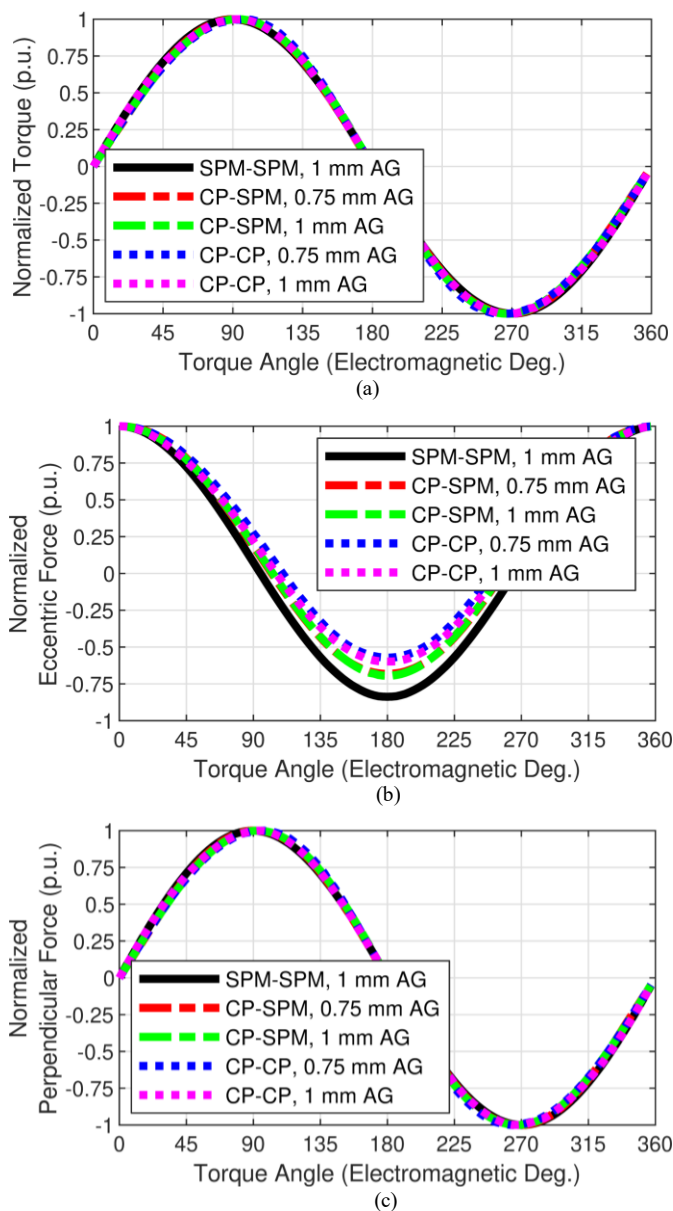 1
0.75
0.5
0.25
0
-0.25
-0.5
-0.75
-1
Normalized Torque (p.u.)
SPM-SPM, 1 mm AG
CP-SPM, 0.75 mm AG
CP-SPM, 1 mm AG
CP-CP, 0.75 mm AG
CP-CP, 1 mm AG
0 45 90 135 180 225 270 315 360
Torque Angle (Electromagnetic Deg.)
(a)
1
0.75
0.5
0.25
0
-0.25
-0.5
-0.75
-1
Normalized
Eccentric Force (p.u.)
SPM-SPM, 1 mm AG
CP-SPM, 0.75 mm AG
CP-SPM, 1 mm AG
CP-CP, 0.75 mm AG
CP-CP, 1 mm AG
0 45 90 135 180 225 270 315 360
Torque Angle (Electromagnetic Deg.)
(b)
1
0.75
0.5
0.25
0
-0.25
-0.5
-0.75
-1
Normalized
Perpendicular Force (p.u.)
SPM-SPM, 1 mm AG
CP-SPM, 0.75 mm AG
CP-SPM, 1 mm AG
CP-CP, 0.75 mm AG
CP-CP, 1 mm AG
0 45 90 135 180 225 270 315 360
Torque Angle (Electromagnetic Deg.)
(c)